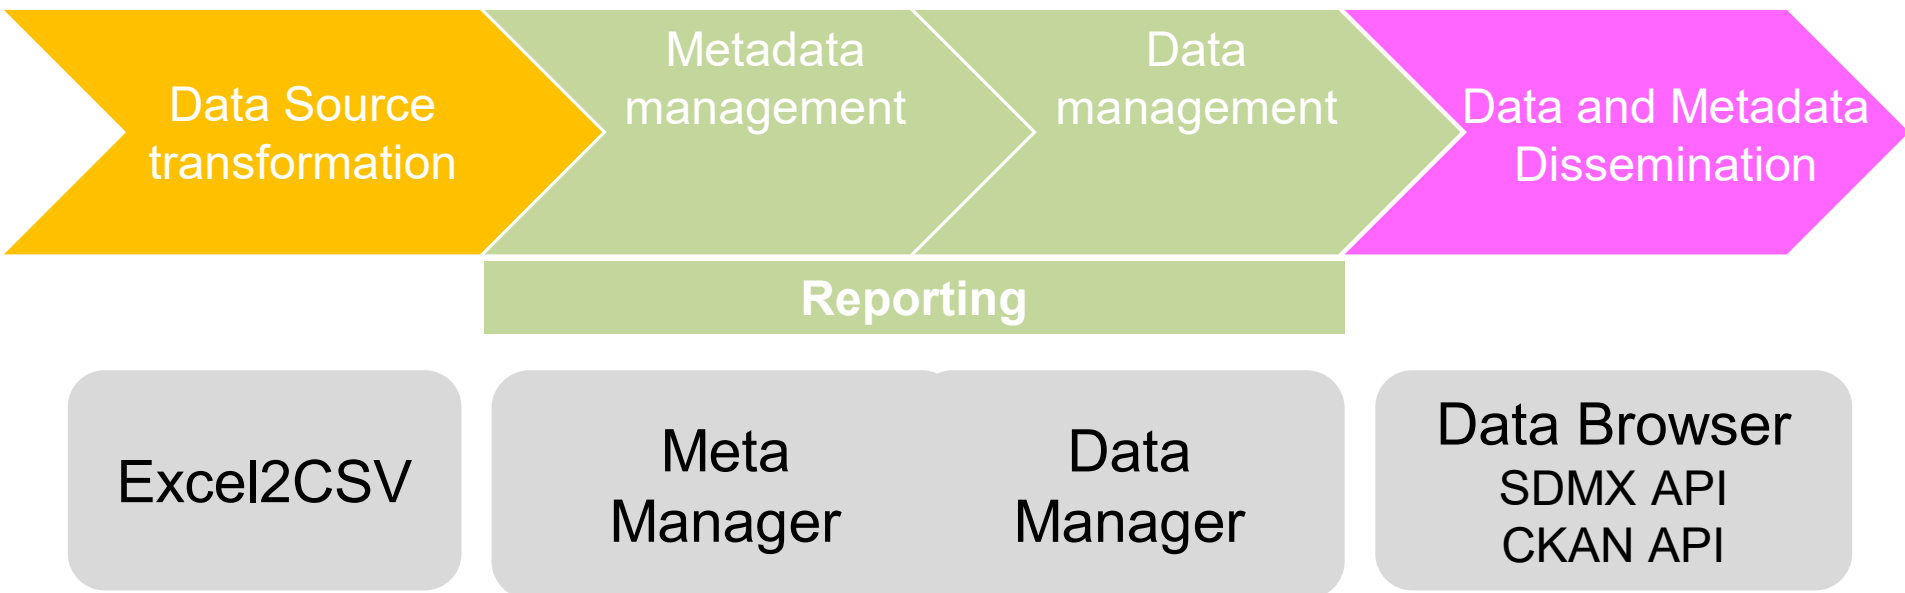 Data Source
transformation
Metadata
management
Data
management
Data and Metadata
Dissemination
Reporting
Excel2CSV
Meta
Manager
Data
Manager
Data Browser
SDMX API
CKAN API